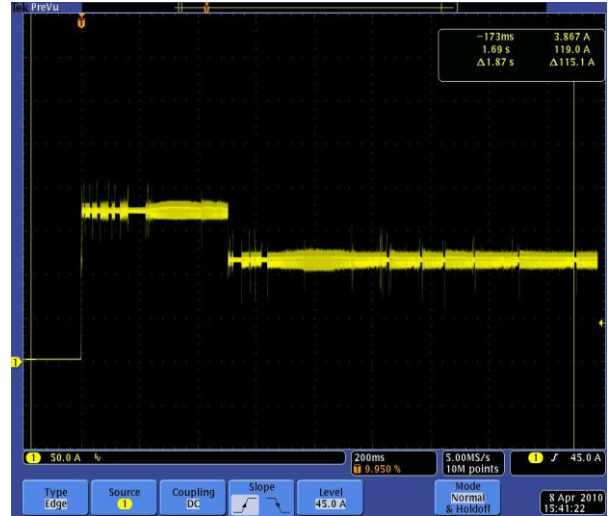 Tek PreVu
T
−173ms 3.867 A
1.69 s 119.0 A
Δ1.87 s Δ115.1 A
1
1 50.0 A
200ms
T 9.950 %
5.00MS/s
10M points
1 45.0 A
Type
Edge
Source
1
Coupling
DC
Slope
Level
45.0 A
Mode
Normal
& Holdoff
8 Apr 2010
15:41:22